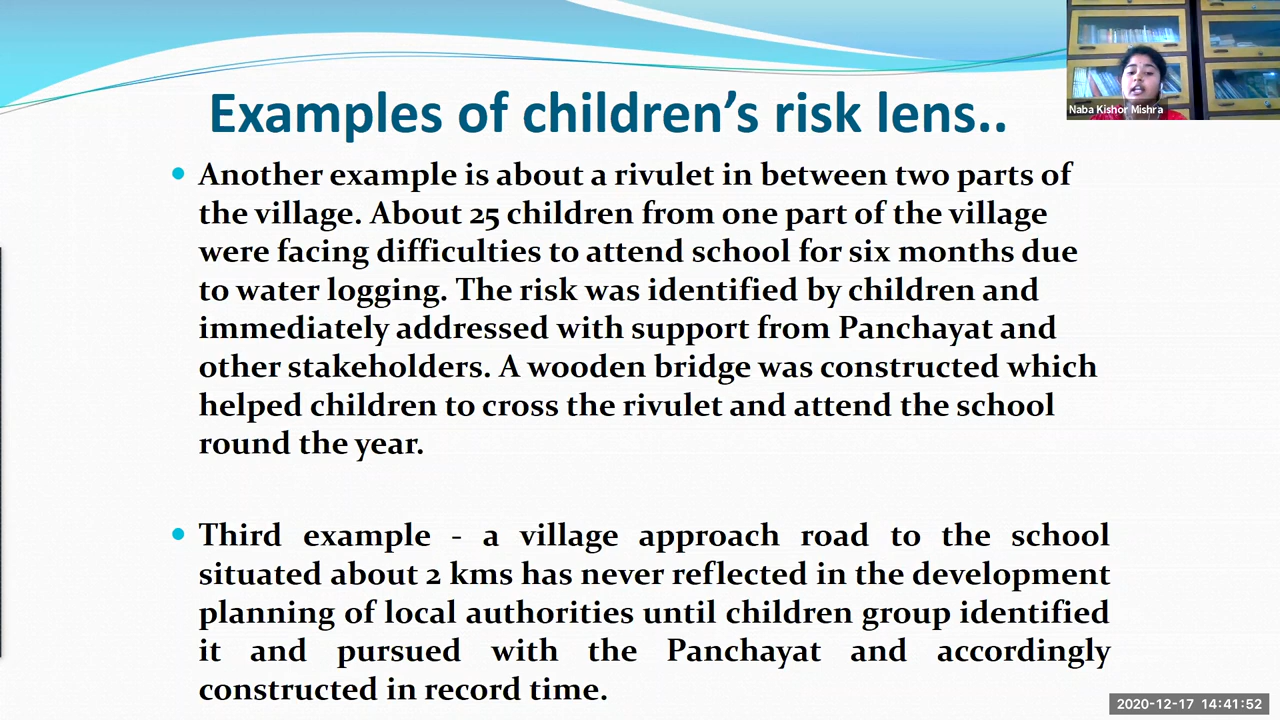 Examples of children's risk lens..
Naba Kishor Mishra
• Another example is about a rivulet in between two parts of
the village. About 25 children from one part of the village
were facing difficulties to attend school for six months due
to water logging. The risk was identified by children and
immediately addressed with support from Panchayat and
other stakeholders. A wooden bridge was constructed which
helped children to cross the rivulet and attend the school
round the year.
• Third example - a village approach road to the school
situated about 2 kms has never reflected in the development
planning of local authorities until children group identified
it and pursued with the Panchayat and accordingly
constructed in record time.
2020-12-17 14:41:52